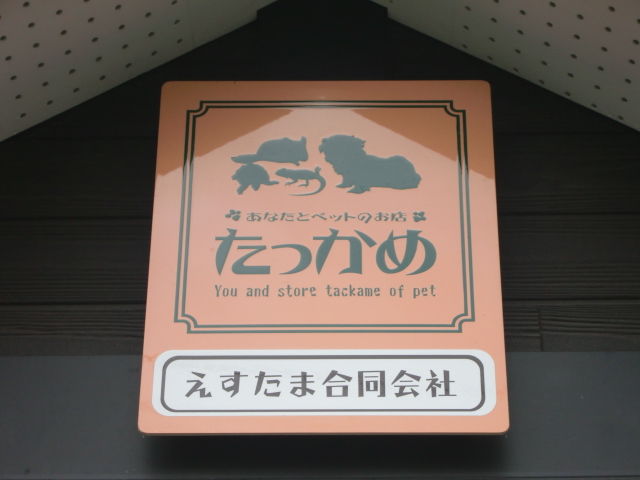 あなたとペットのお店
たっかめ
You and store tackame of pet
えすたま合同会社